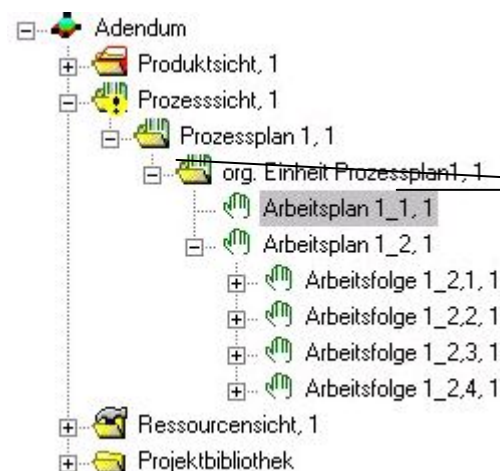 Adendum
Produktsicht, 1
Prozesssicht, 1
Prozessplan 1, 1
org. Einheit Prozessplan1, 1
Arbeitsplan 1_1, 1
Arbeitsplan 1_2, 1
Arbeitsfolge 1_2,1, 1
Arbeitsfolge 1_2,2, 1
Arbeitsfolge 1_2,3, 1
Arbeitsfolge 1_2,4, 1
Ressourcensicht, 1
Projektbibliothek